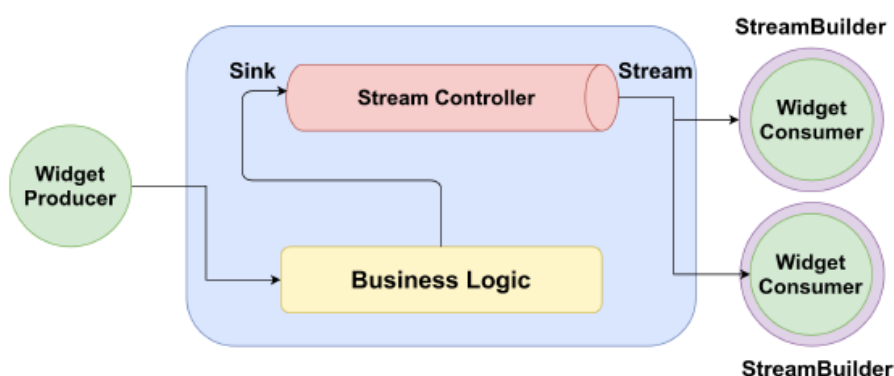 StreamBuilder
Sink
Stream
Stream Controller
Widget
Consumer
Widget
Producer
Business Logic
Widget
Consumer
StreamBuilder